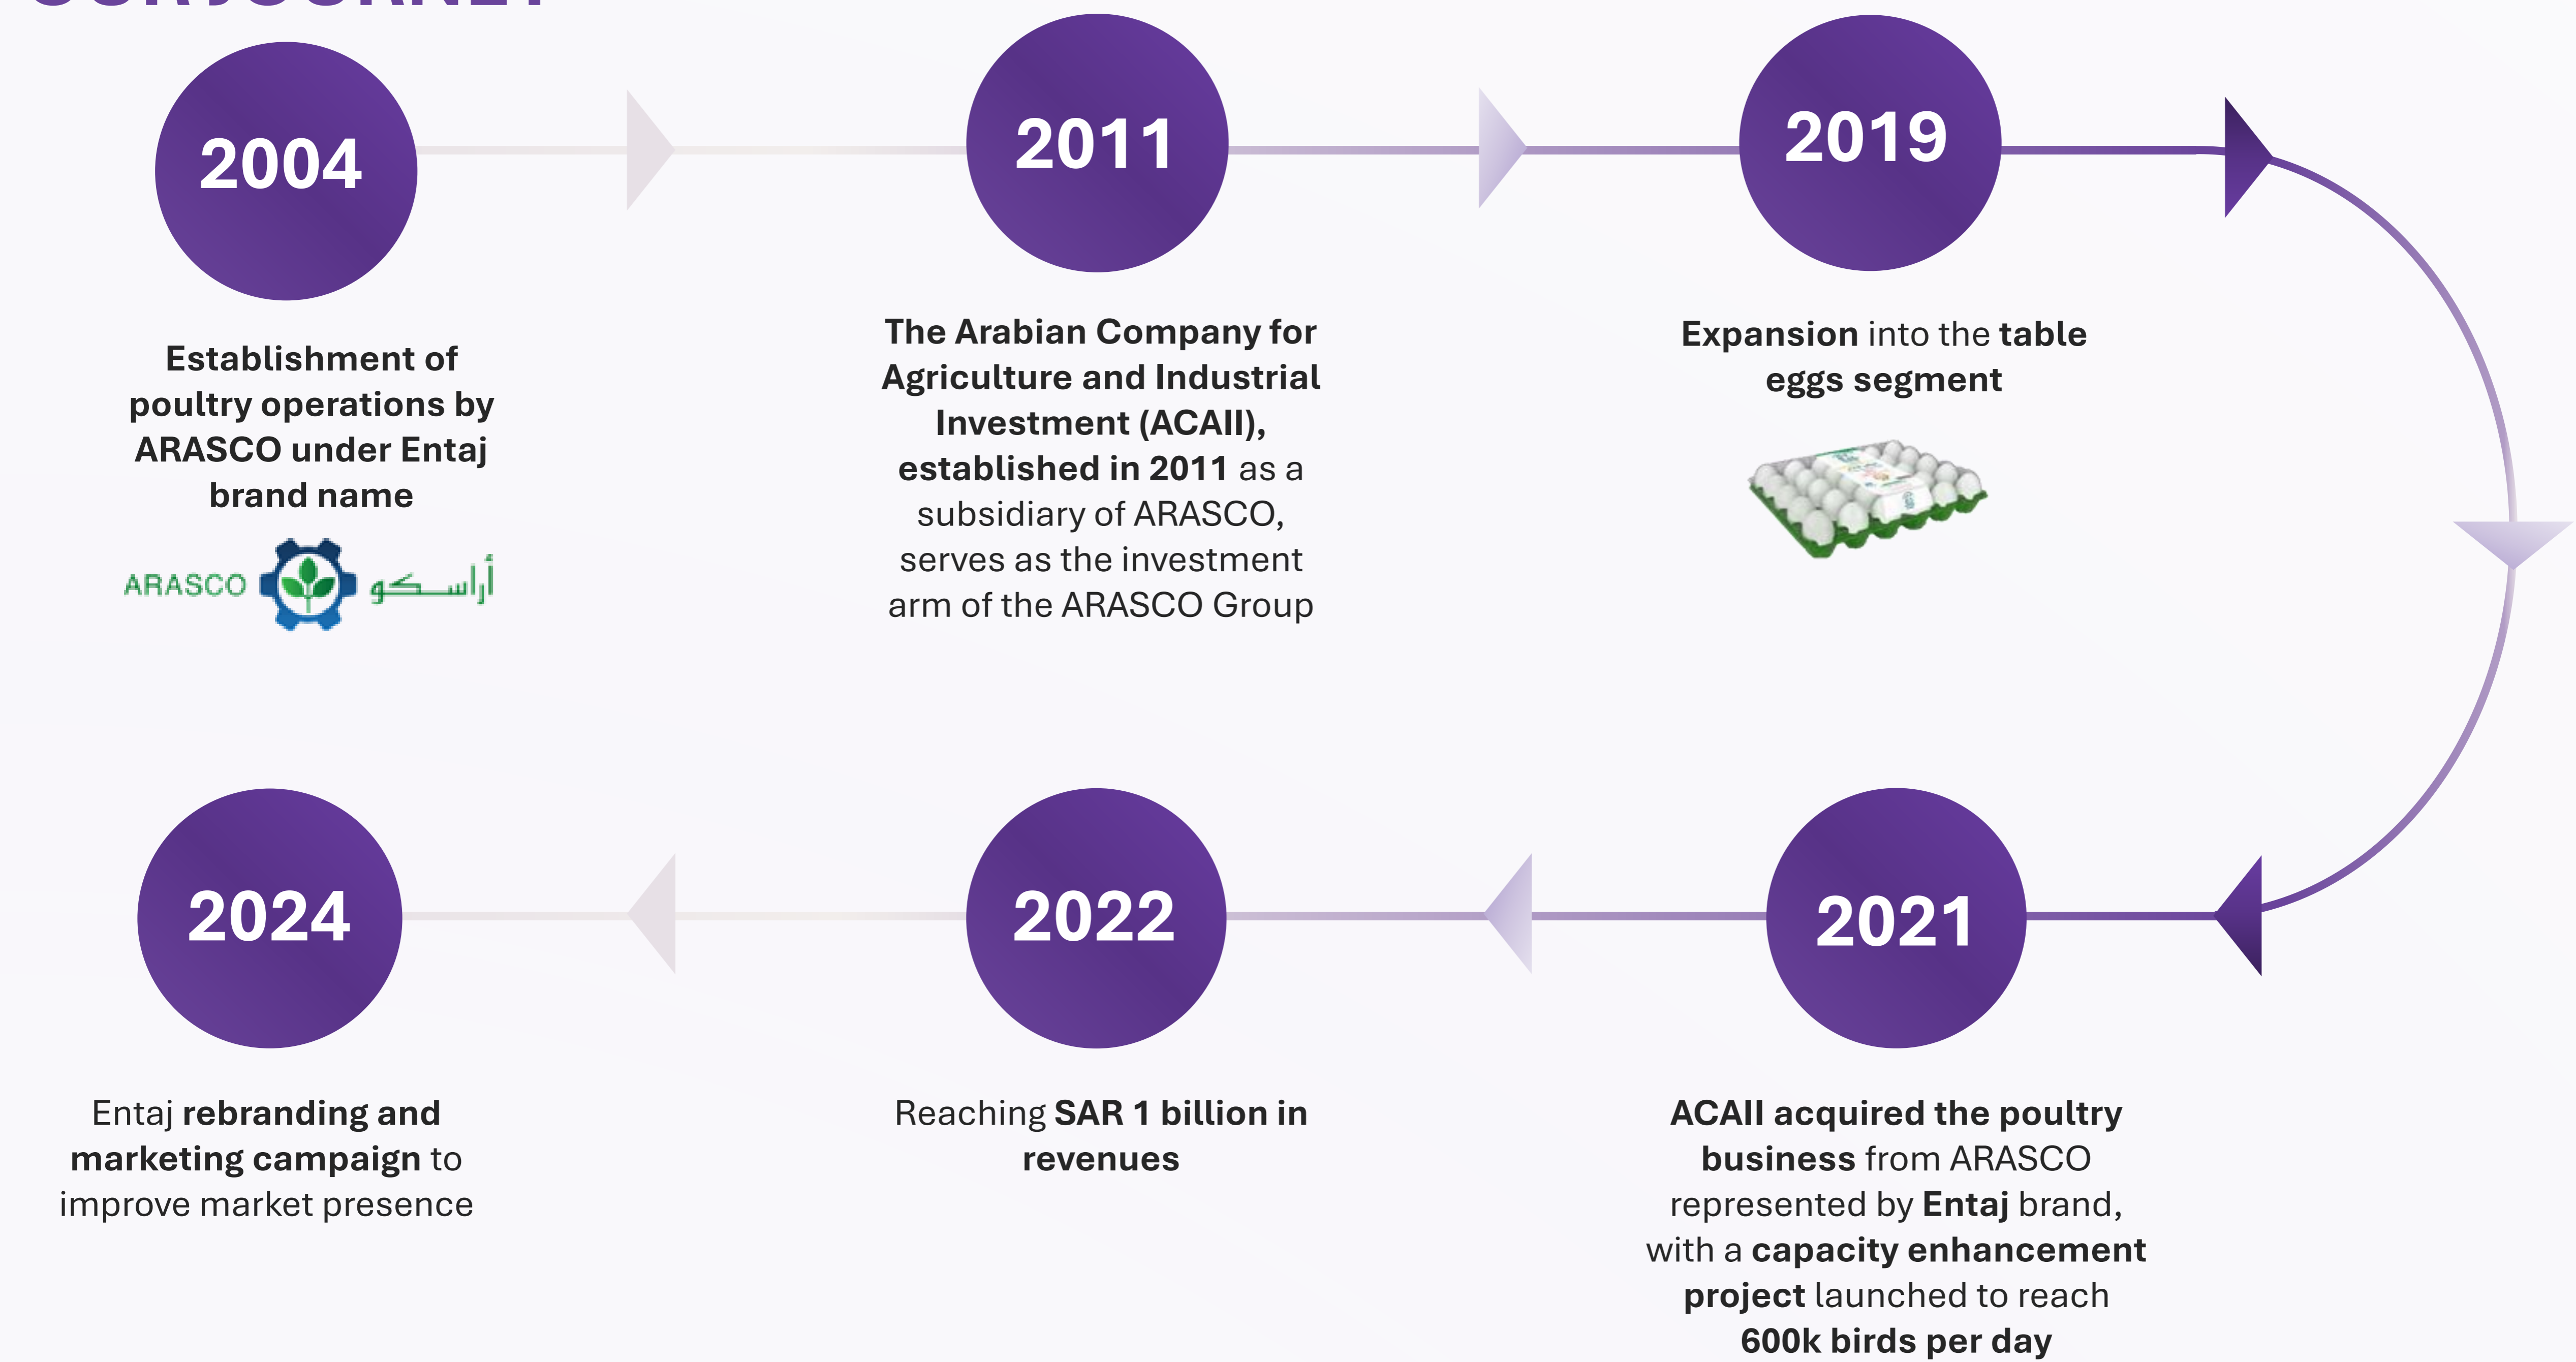 OUR JOURNEY
2004
Establishment of
poultry operations by
ARASCO under Entaj
brand name
ARASCO أراسكو
2011
The Arabian Company for
Agriculture and Industrial
Investment (ACAII),
established in 2011 as a
subsidiary of ARASCO,
serves as the investment
arm of the ARASCO Group
2019
Expansion into the table
eggs segment
2021
ACAII acquired the poultry
business from ARASCO
represented by Entaj brand,
with a capacity enhancement
project launched to reach
600k birds per day
2022
Reaching SAR 1 billion in
revenues
2024
Entaj rebranding and
marketing campaign to
improve market presence